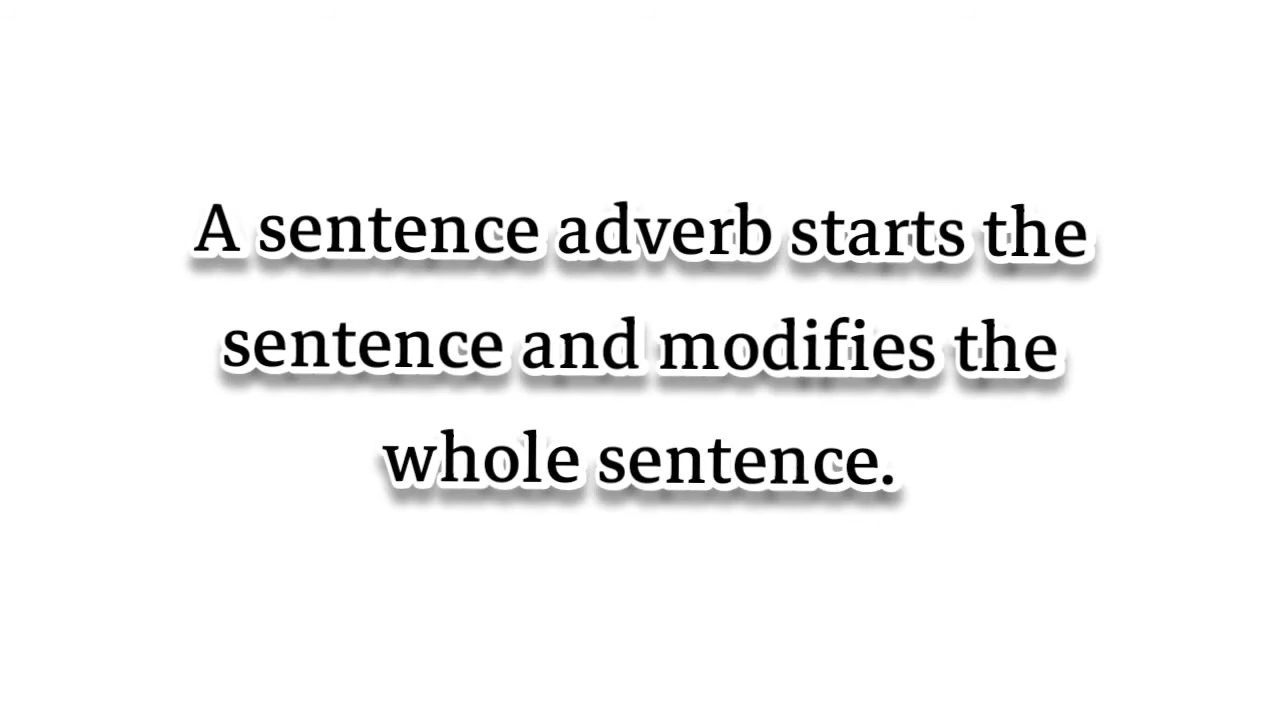 A sentence adverb starts the
sentence and modifies the
whole sentence.